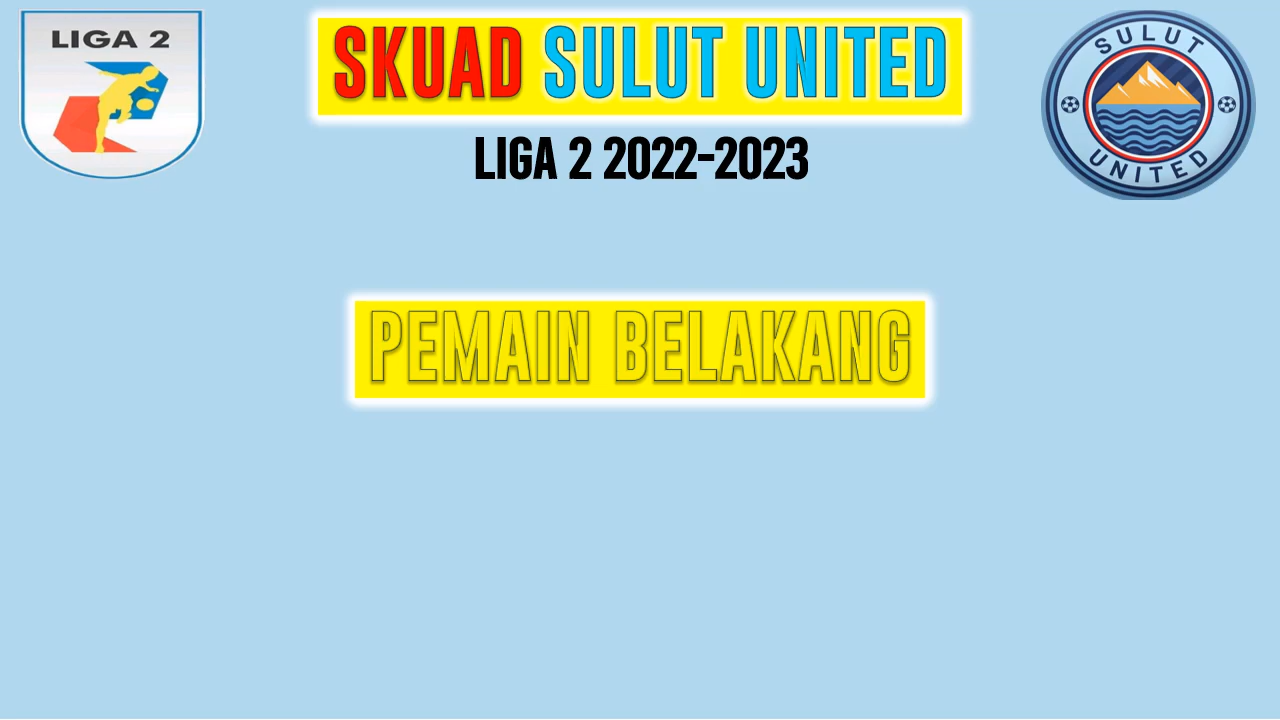 LIGA 2
SKUAD SULUT UNITED
LIGA 2 2022-2023
SULUT
UNITED
PEMAIN BELAKANG